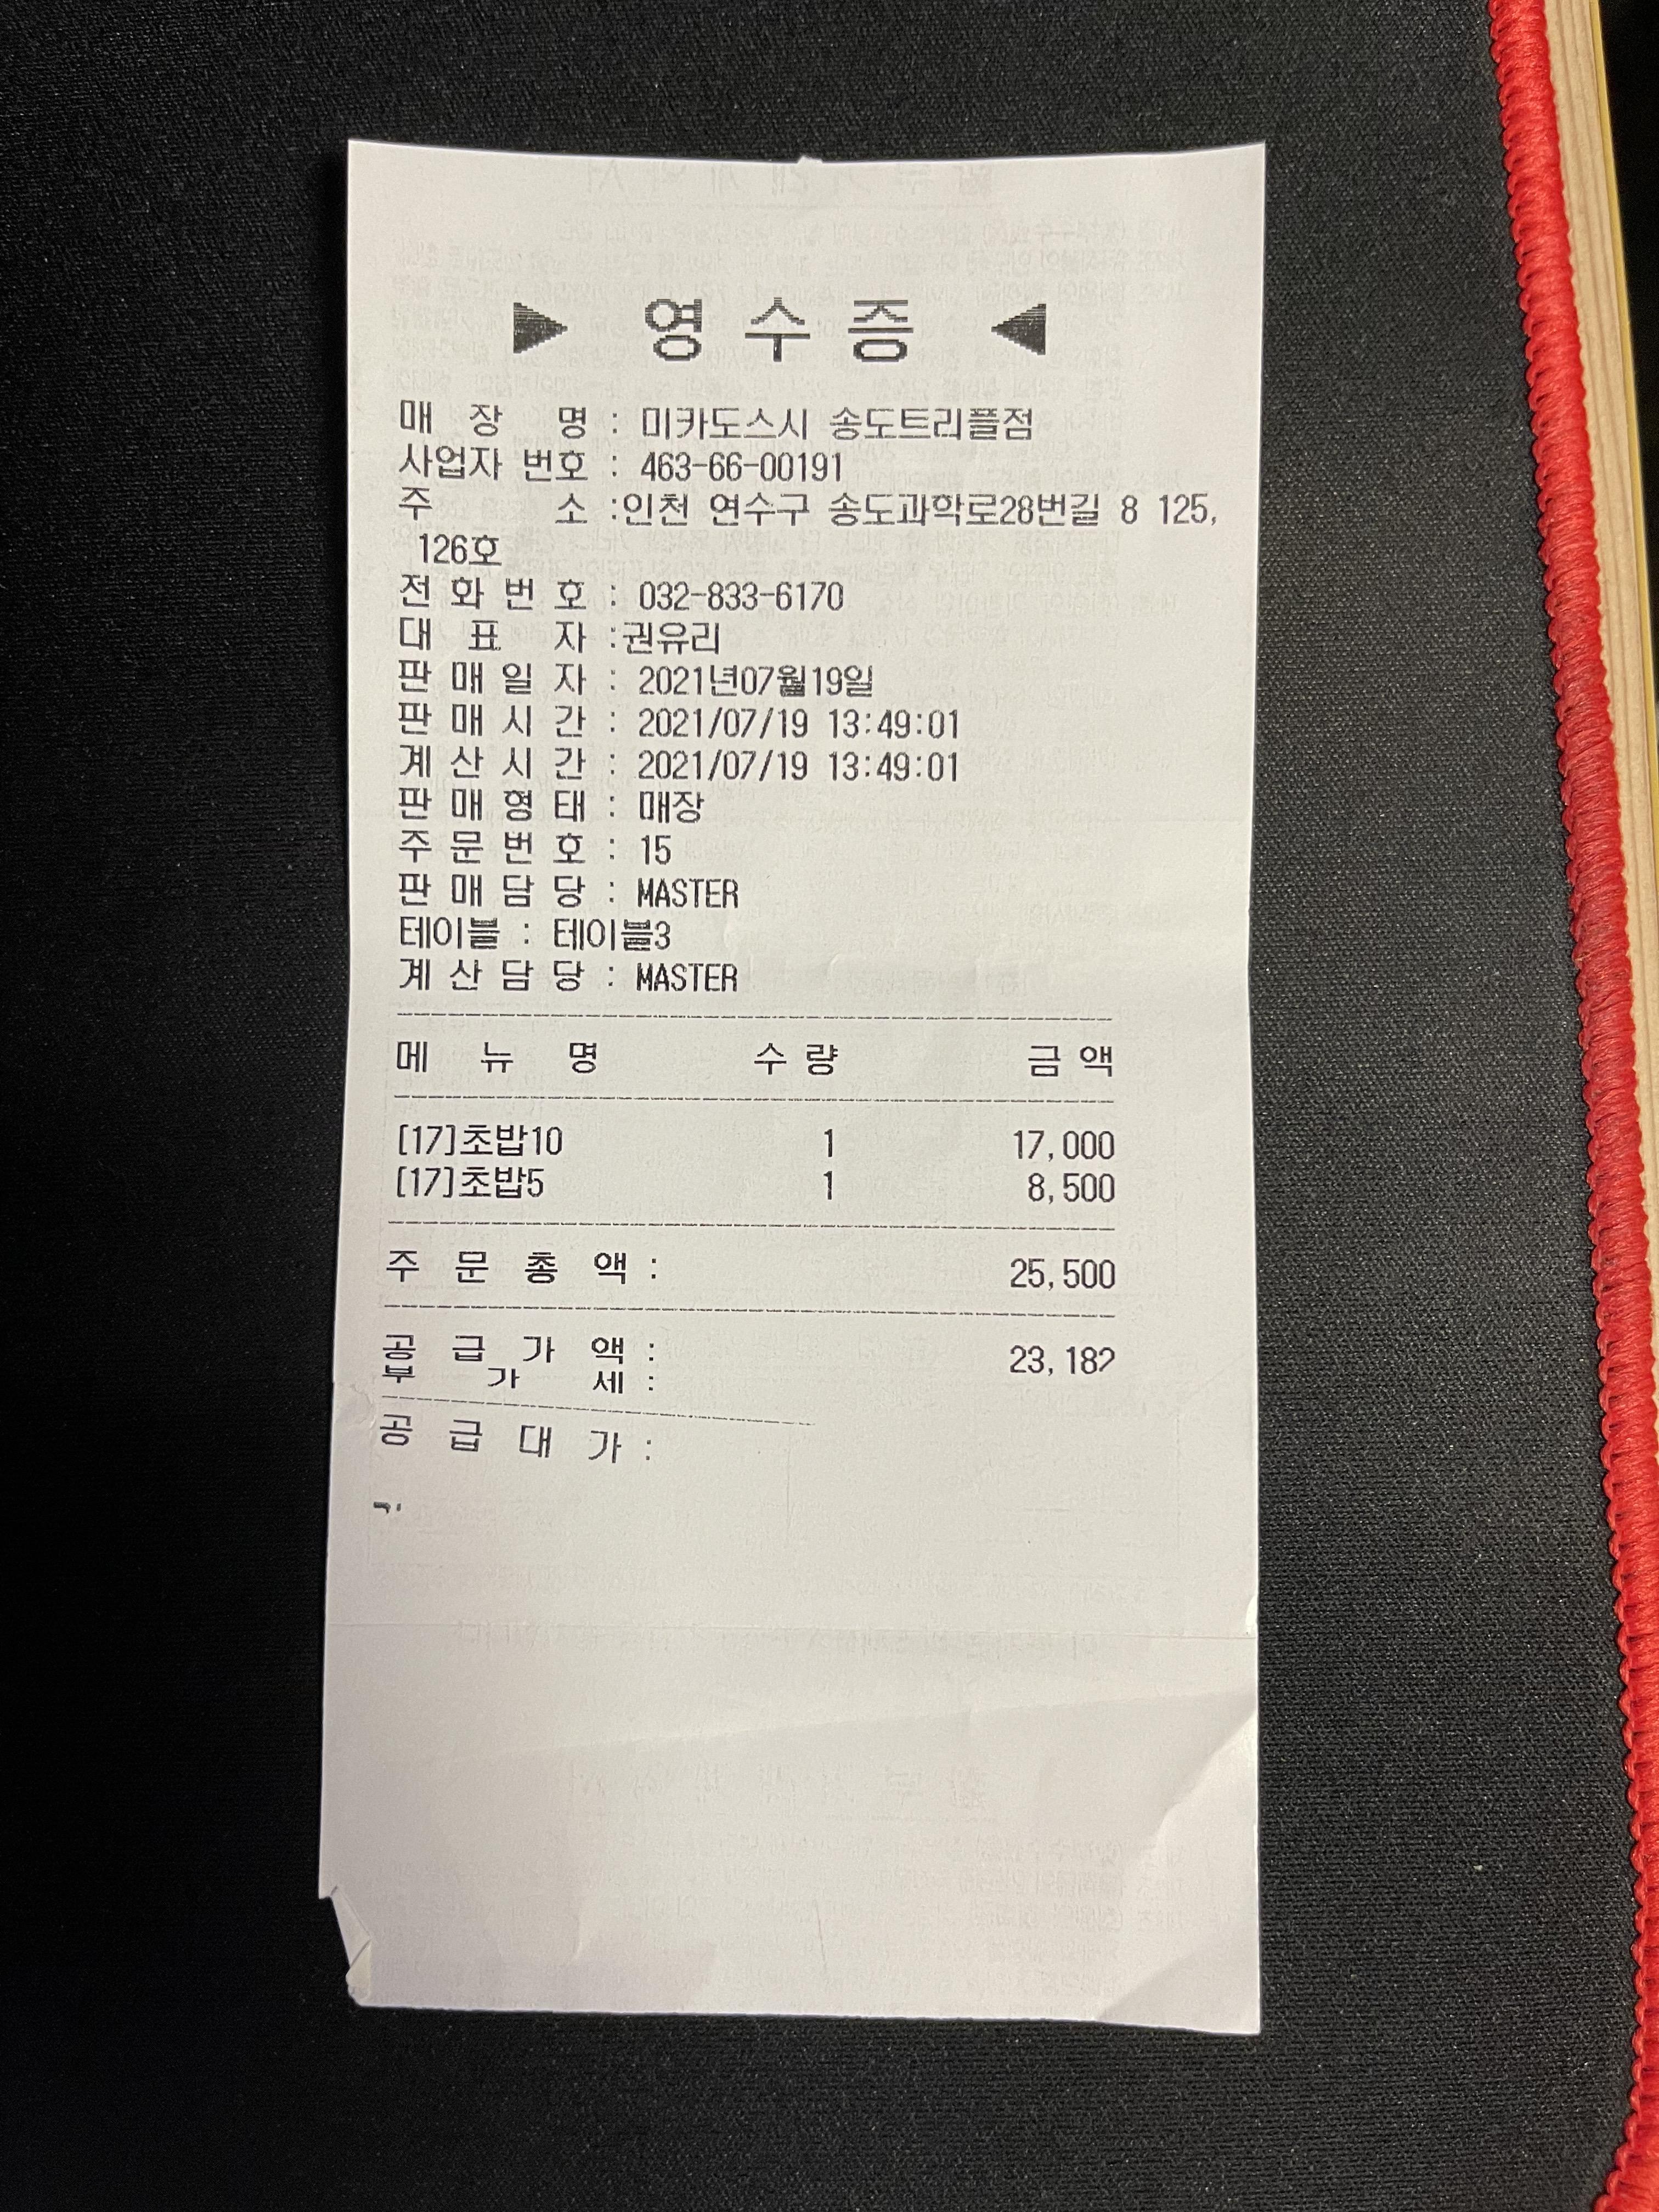 ▶ 영 수 증 ◀
매 장 명 : 미카도스시 송도트리플점
사업자 번호 : 463-66-00191
주 소 :인천 연수구 송도과학로28번길 8 125,
126호
전 화 번 호 : 032-833-6170
대 표 자 :권유리
판 매 일 자 : 2021년07월19일
판 매 시 간 : 2021/07/19 13:49:01
계 산 시 간 : 2021/07/19 13:49:01
판 매 형 태 : 매장
주 문 번 호 : 15
판 매 담 당 : MASTER
테이블 : 테이블3
계 산 담 당 : MASTER
메 뉴 명 수 량 금 액
[17]초밥10 1 17,000
[17]초밥5 1 8,500
주 문 총 액 : 25,500
공 급 가 액 : 23,182
부 가 세 :
공 급 대 가 :